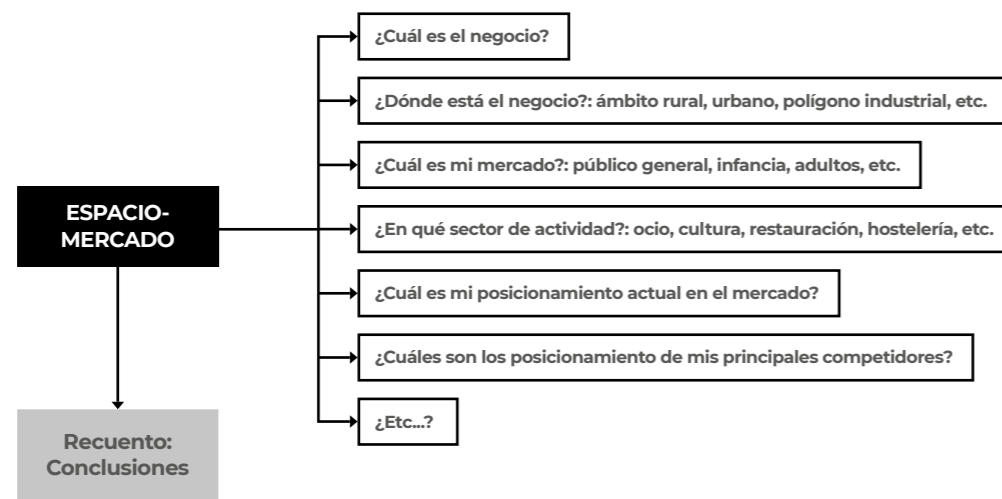 ¿Cuál es el negocio?
¿Dónde está el negocio?: ámbito rural, urbano, polígono industrial, etc.
¿Cuál es mi mercado?: público general, infancia, adultos, etc.
ESPACIO-
MERCADO
¿En qué sector de actividad?: ocio, cultura, restauración, hostelería, etc.
¿Cuál es mi posicionamiento actual en el mercado?
¿Cuáles son los posicionamiento de mis principales competidores?
¿Etc...?
Recuento:
Conclusiones